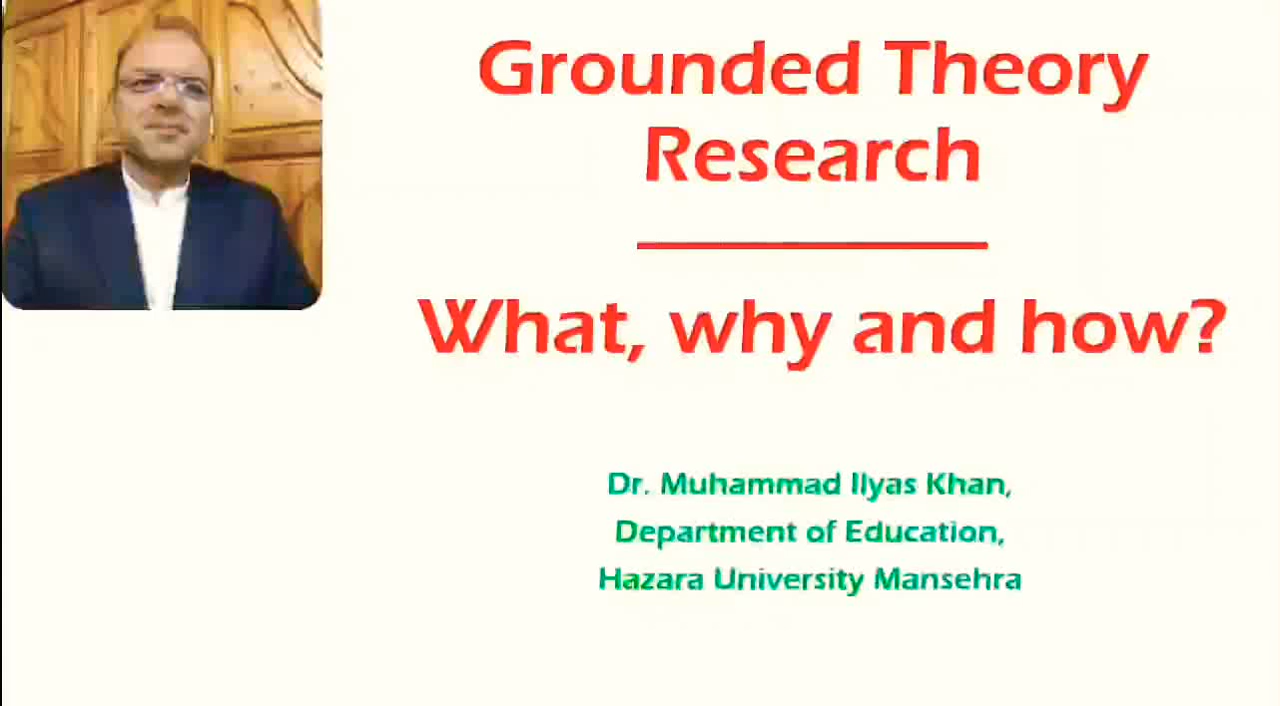 Grounded Theory
Research
What, why and how?
Dr. Muhammad Ilyas Khan,
Department of Education,
Hazara University Mansehra